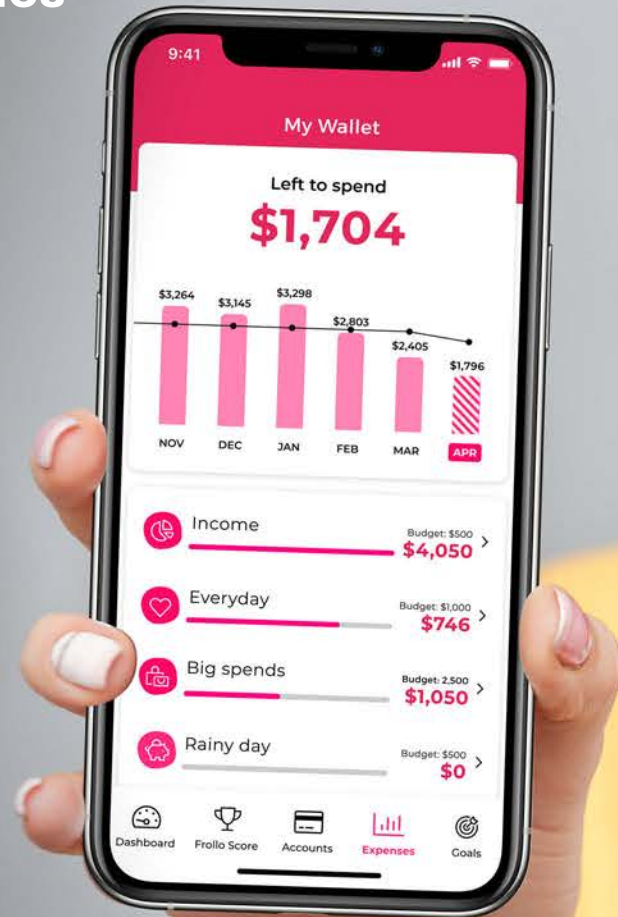 9:41
My Wallet
Left to spend
$1,704
$3,264 $3,145 $3,298 $2,803 $2,405 $1,796
NOV DEC JAN FEB MAR APR
Income
Budget: $500
$4,050
Everyday
Budget: $1,000
$746
Big spends
Budget: 2,500
$1,050
Rainy day
Budget: $500
$0
Dashboard Frollo Score Accounts Expenses Goals